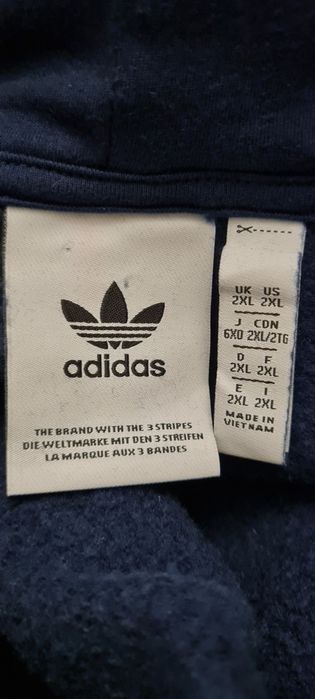 adidas
THE BRAND WITH THE 3 STRIPES
DIE WELTMARKE MIT DEN 3 STREIFEN
LA MARQUE AUX 3 BANDES
UK US
2XL 2XL
J CDN
6XO 2XL/2TG
D F
2XL 2XL
E I
2XL 2XL
MADE IN
VIETNAM